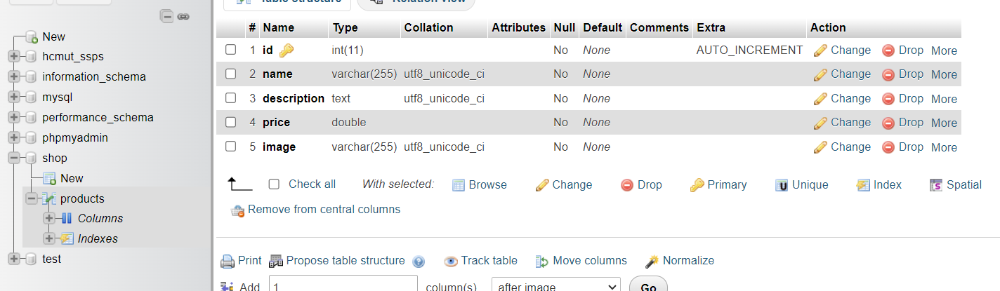 Table structure Relation view
# Name Type Collation Attributes Null Default Comments Extra Action
1 id int(11) No None AUTO_INCREMENT Change Drop More
2 name varchar(255) utf8_unicode_ci No None Change Drop More
3 description text utf8_unicode_ci No None Change Drop More
4 price double No None Change Drop More
5 image varchar(255) utf8_unicode_ci No None Change Drop More
Check all With selected: Browse Change Drop Primary Unique Index Spatial
Remove from central columns
Print Propose table structure Track table Move columns Normalize
Add 1 column(s) after image Go
New
hcmut_ssps
information_schema
mysql
performance_schema
phpmyadmin
shop
New
products
Columns
Indexes
test